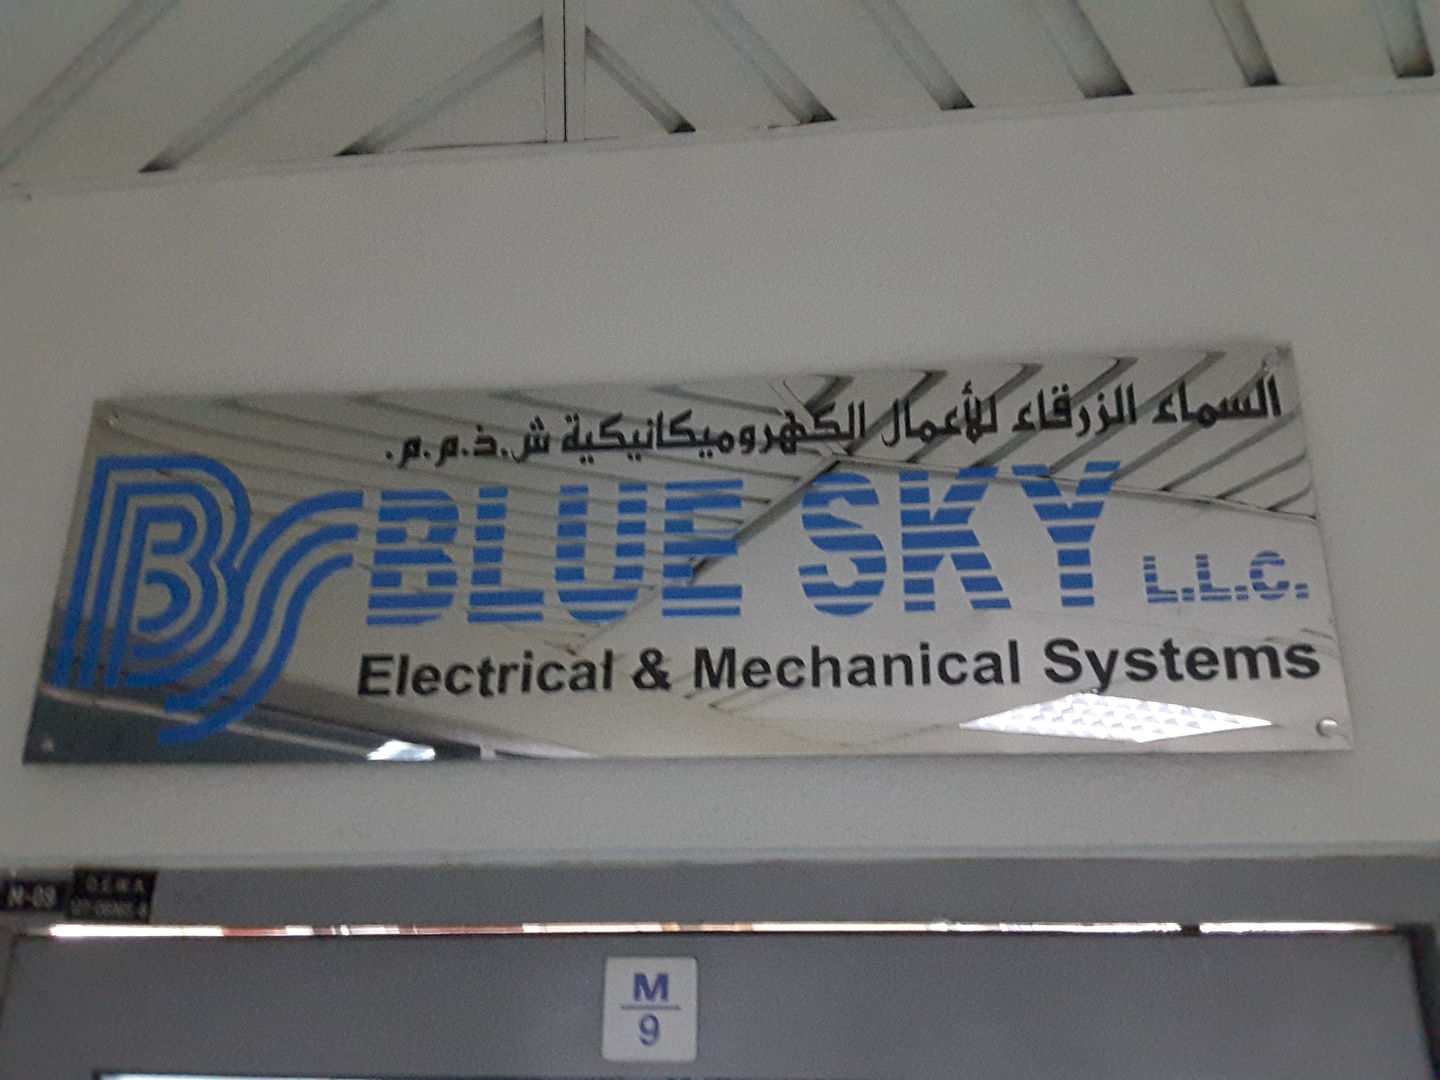 السماء الزرقاء للأعمال الكهروميكانيكية ش.ذ.م.م.
BS BLUE SKY L.L.C.
Electrical & Mechanical Systems
M-09
D.E.W.A
M
9